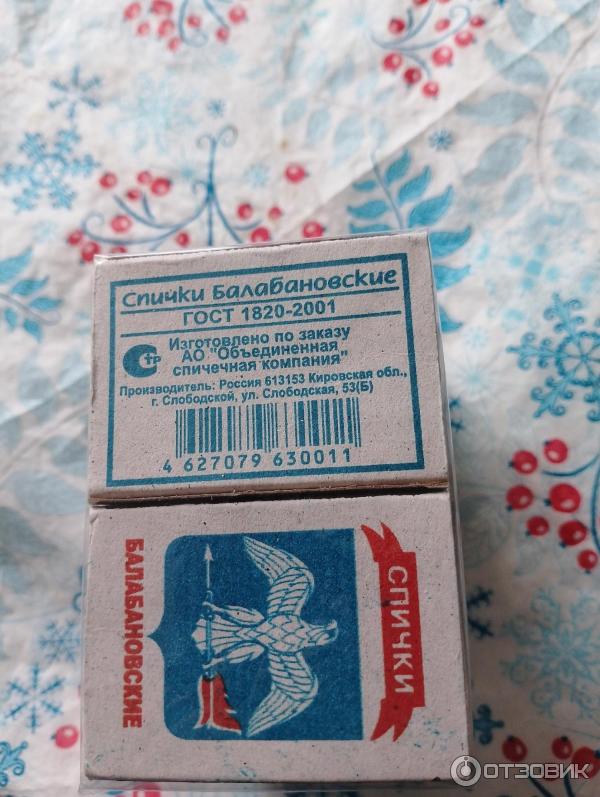 Спички Балабановские
ГОСТ 1820-2001
Изготовлено по заказу
АО "Объединенная
спичечная компания"
Производитель: Россия 613153 Кировская обл.,
г. Слободской, ул. Слободская, 53(Б)
4 627079 630011
СПИЧКИ
БАЛАБАНОВСКИЕ
ОТЗОВИК